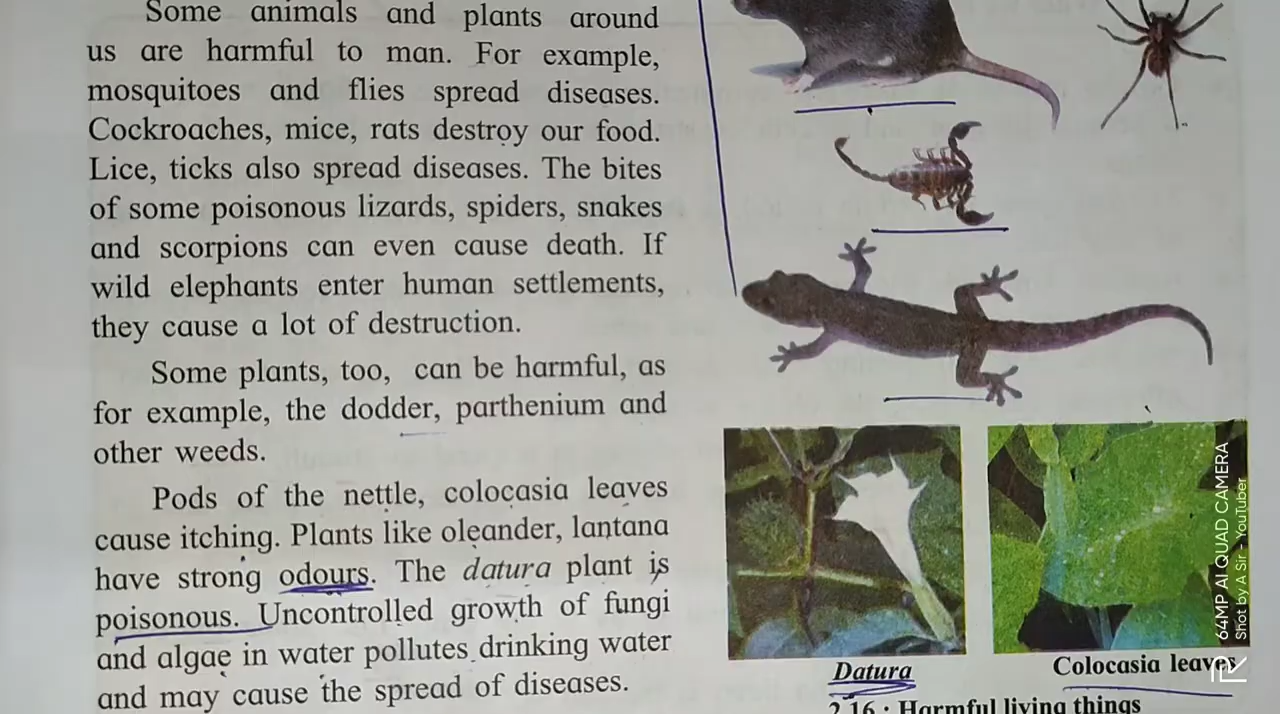 Some animals and plants around
us are harmful to man. For example,
mosquitoes and flies spread diseases.
Cockroaches, mice, rats destroy our food.
Lice, ticks also spread diseases. The bites
of some poisonous lizards, spiders, snakes
and scorpions can even cause death. If
wild elephants enter human settlements,
they cause a lot of destruction.
Some plants, too, can be harmful, as
for example, the dodder, parthenium and
other weeds.
Pods of the nettle, colocasia leaves
cause itching. Plants like oleander, lantana
have strong odours. The datura plant is
poisonous. Uncontrolled growth of fungi
and algae in water pollutes drinking water
and may cause the spread of diseases.
Datura
Colocasia leaves
2.16 : Harmful living things
64MP AI QUAD CAMERA
Shot by A Sir - YouTuber